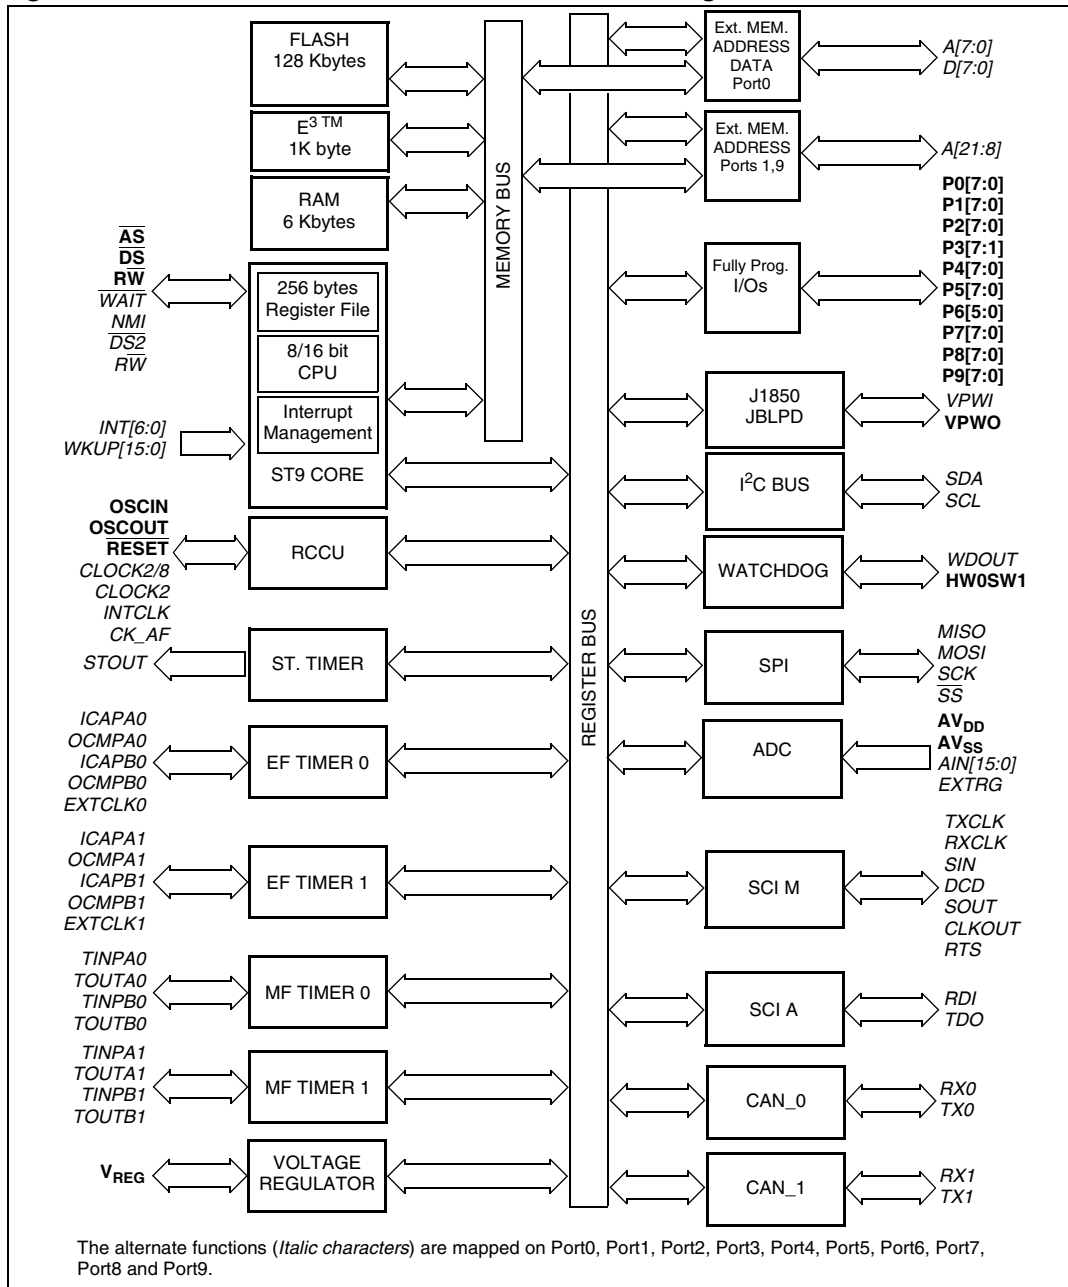 FLASH
128 Kbytes
E3 TM
1K byte
RAM
6 Kbytes
AS
DS
RW
WAIT
NMI
DS2
RW
256 bytes
Register File
8/16 bit
CPU
Interrupt
Management
ST9 CORE
INT[6:0]
WKUP[15:0]
OSCIN
OSCOUT
RESET
CLOCK2/8
CLOCK2
INTCLK
CK_AF
RCCU
STOUT
ST. TIMER
ICAPA0
OCMPA0
ICAPB0
OCMPB0
EXTCLK0
EF TIMER 0
ICAPA1
OCMPA1
ICAPB1
OCMPB1
EXTCLK1
EF TIMER 1
TINPA0
TOUTA0
TINPB0
TOUTB0
MF TIMER 0
TINPA1
TOUTA1
TINPB1
TOUTB1
MF TIMER 1
VREG
VOLTAGE
REGULATOR
MEMORY BUS
REGISTER BUS
Ext. MEM.
ADDRESS
DATA
Port0
A[7:0]
D[7:0]
Ext. MEM.
ADDRESS
Ports 1,9
A[21:8]
Fully Prog.
I/Os
P0[7:0]
P1[7:0]
P2[7:0]
P3[7:1]
P4[7:0]
P5[7:0]
P6[5:0]
P7[7:0]
P8[7:0]
P9[7:0]
J1850
JBLPD
VPWI
VPWO
I2C BUS
SDA
SCL
WATCHDOG
WDOUT
HW0SW1
SPI
MISO
MOSI
SCK
SS
ADC
AVDD
AVSS
AIN[15:0]
EXTRG
SCI M
TXCLK
RXCLK
SIN
DCD
SOUT
CLKOUT
RTS
SCI A
RDI
TDO
CAN_0
RX0
TX0
CAN_1
RX1
TX1
The alternate functions (Italic characters) are mapped on Port0, Port1, Port2, Port3, Port4, Port5, Port6, Port7,
Port8 and Port9.